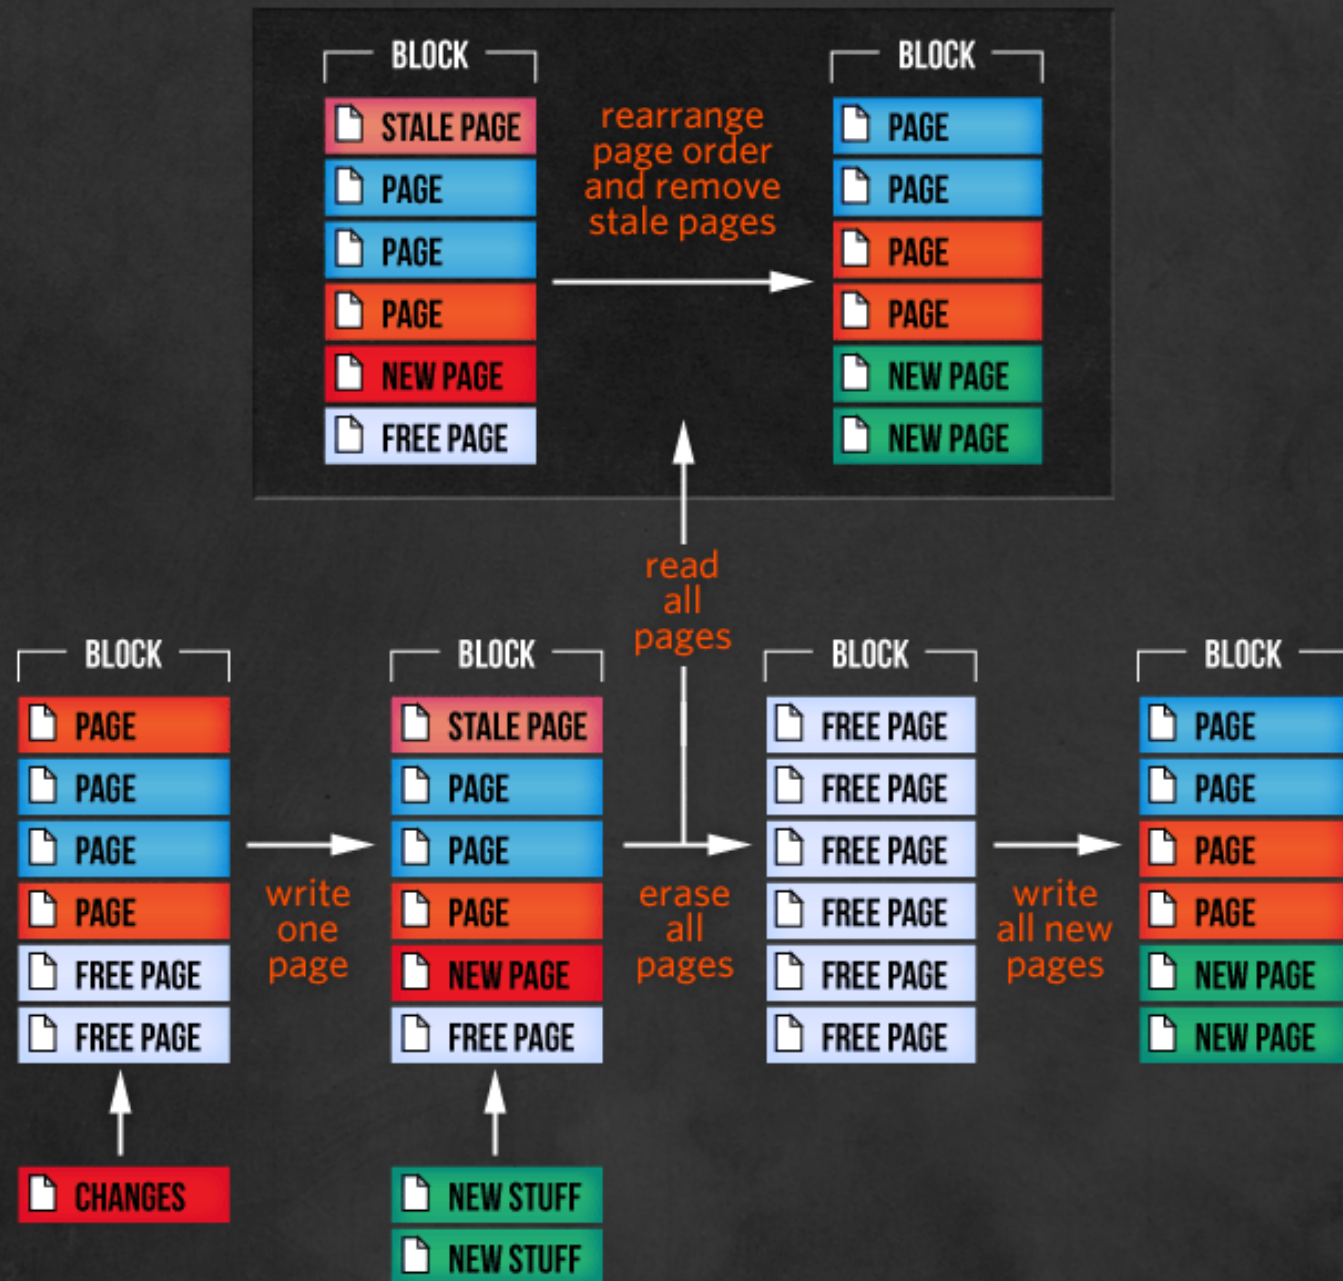 BLOCK
STALE PAGE
PAGE
PAGE
PAGE
NEW PAGE
FREE PAGE
rearrange
page order
and remove
stale pages
BLOCK
PAGE
PAGE
PAGE
PAGE
NEW PAGE
NEW PAGE
read
all
pages
BLOCK
PAGE
PAGE
PAGE
PAGE
FREE PAGE
FREE PAGE
CHANGES
write
one
page
BLOCK
STALE PAGE
PAGE
PAGE
PAGE
NEW PAGE
FREE PAGE
NEW STUFF
NEW STUFF
erase
all
pages
BLOCK
FREE PAGE
FREE PAGE
FREE PAGE
FREE PAGE
FREE PAGE
FREE PAGE
write
all new
pages
BLOCK
PAGE
PAGE
PAGE
PAGE
NEW PAGE
NEW PAGE